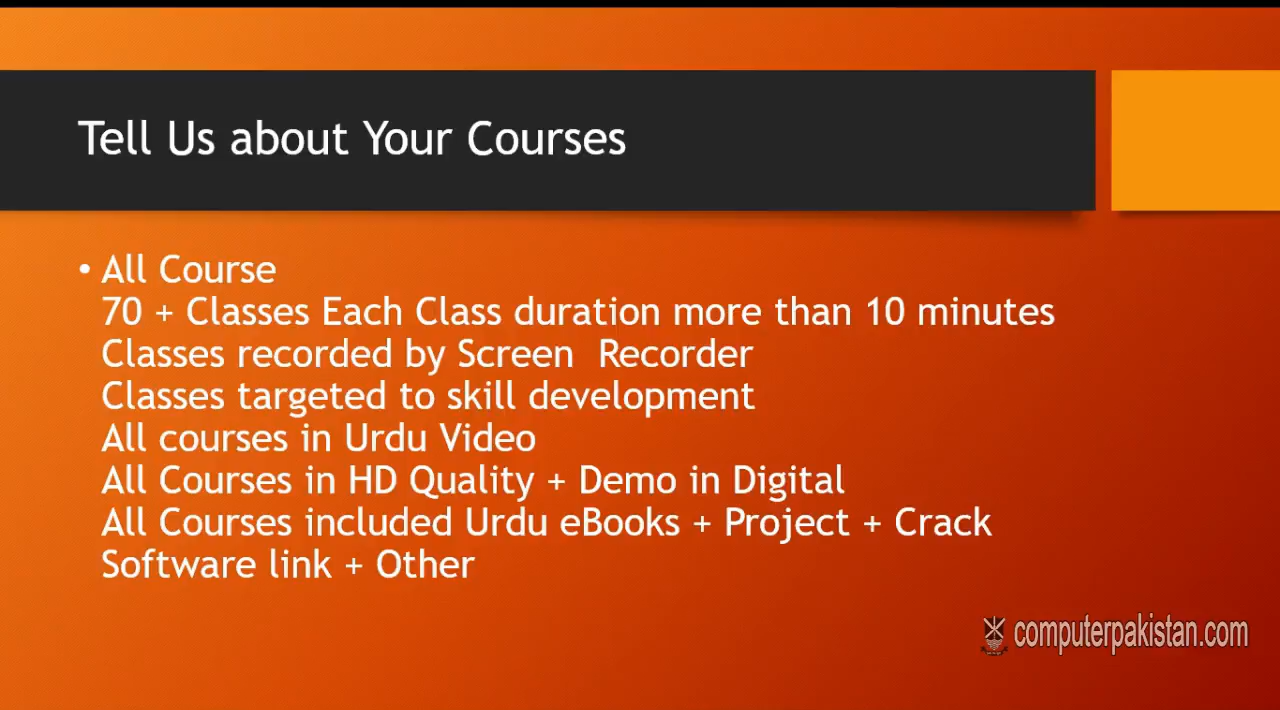 Tell Us about Your Courses
• All Course
70 + Classes Each Class duration more than 10 minutes
Classes recorded by Screen  Recorder
Classes targeted to skill development
All courses in Urdu Video
All Courses in HD Quality + Demo in Digital
All Courses included Urdu eBooks + Project + Crack
Software link + Other
computerpakistan.com